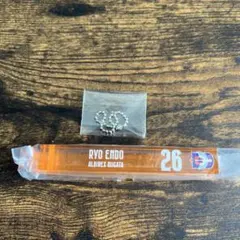 RYO ENDO
ALBIREX NIIGATA
26